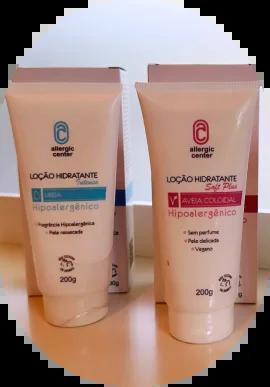 allergic
center
LOÇÃO HIDRATANTE
Intensa
UREIA
Hipoalergênico
Fragrância Hipoalergênica
Pele ressecada
200g
allergic
center
LOÇÃO HIDRATANTE
Soft Plus
AVEIA COLOIDAL
Hipoalergênico
Sem perfume
Pele delicada
Vegano
200g